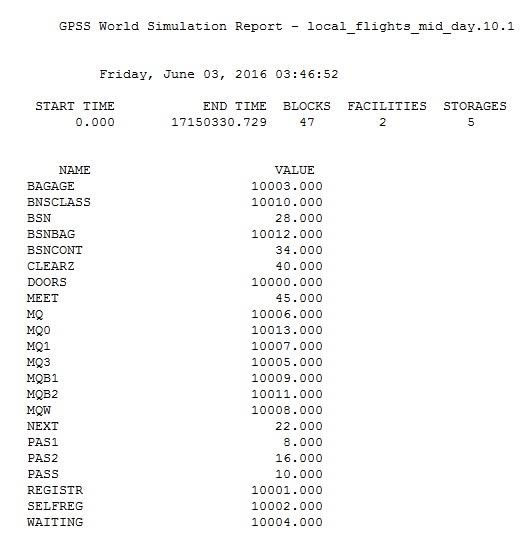 GPSS World Simulation Report - local_flights_mid_day.10.1
Friday, June 03, 2016 03:46:52
START TIME END TIME BLOCKS FACILITIES STORAGES
0.000 17150330.729 47 2 5
NAME VALUE
BAGAGE 10003.000
BNSCLASS 10010.000
BSN 28.000
BSNBAG 10012.000
BSNCONT 34.000
CLEARZ 40.000
DOORS 10000.000
MEET 45.000
MQ 10006.000
MQ0 10013.000
MQ1 10007.000
MQ3 10005.000
MQB1 10009.000
MQB2 10011.000
MQW 10008.000
NEXT 22.000
PAS1 8.000
PAS2 16.000
PASS 10.000
REGISTR 10001.000
SELFREG 10002.000
WAITING 10004.000